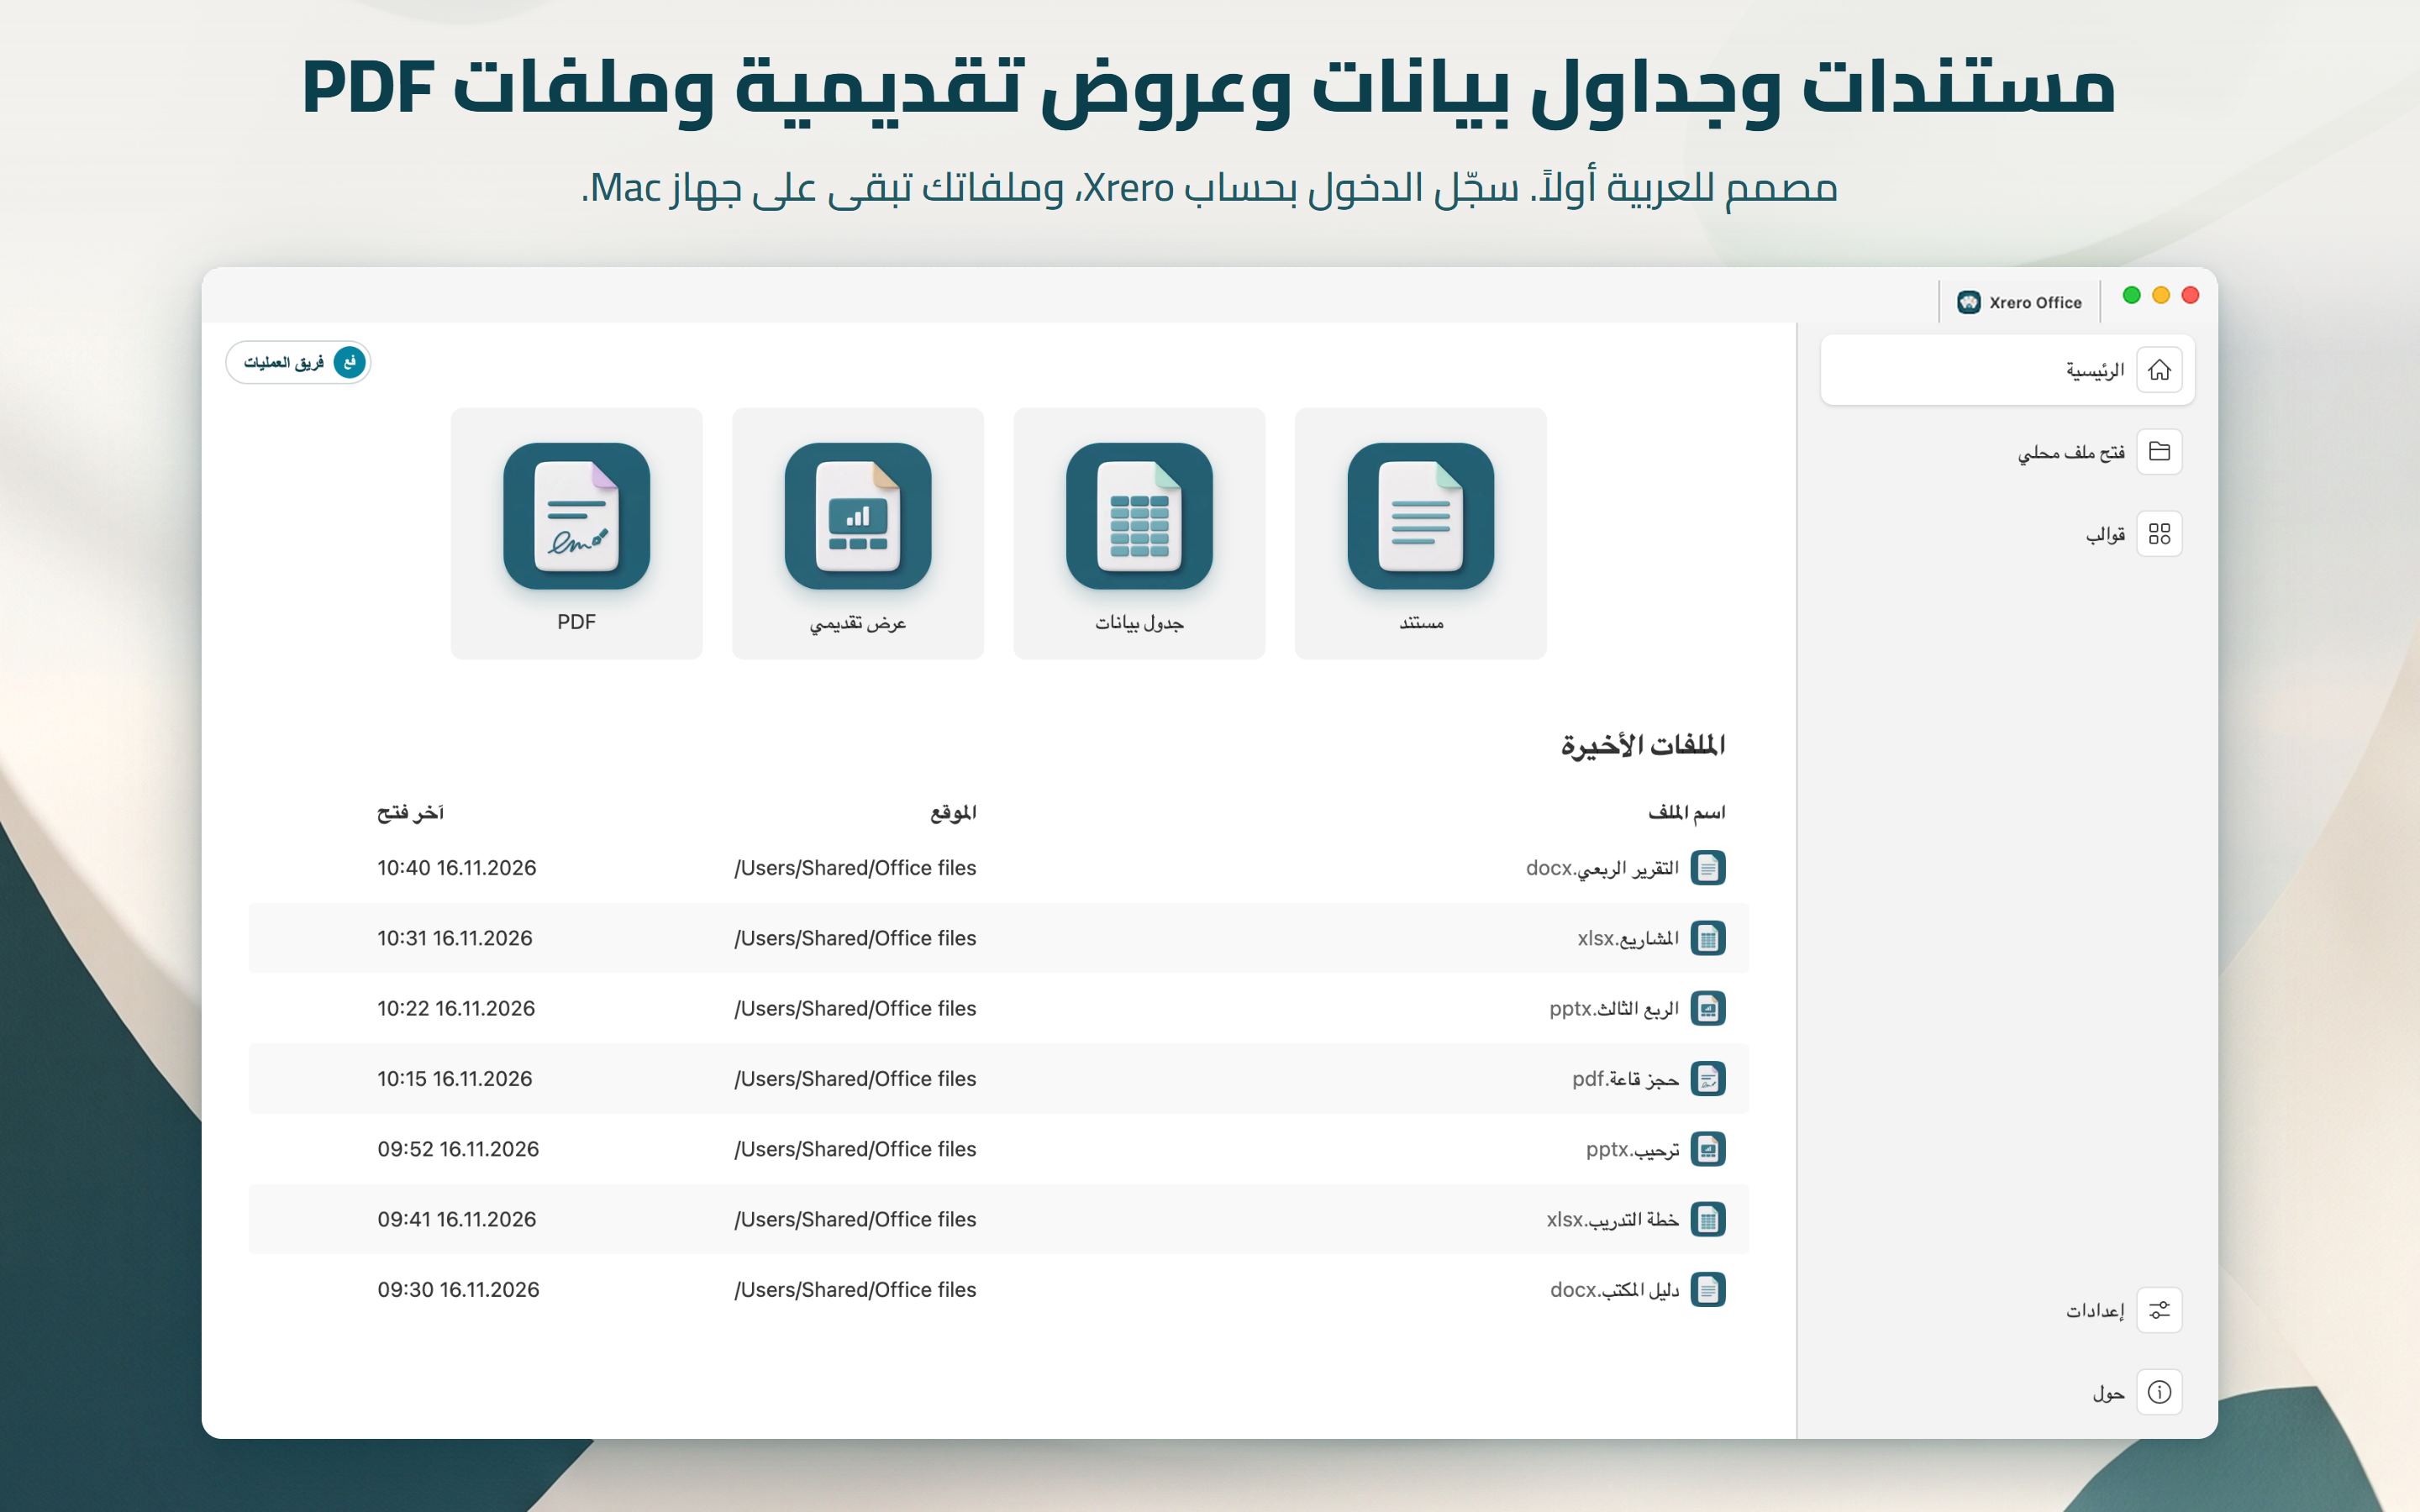 مستندات وجداول بيانات وعروض تقديمية وملفات PDF
مصمم للعربية أولاً. سجّل الدخول بحساب Xrero، وملفاتك تبقى على جهاز Mac.
Xrero Office
الرئيسية
فتح ملف محلي
قوالب
إعدادات
حول
فع فريق العمليات
مستند
جدول بيانات
عرض تقديمي
PDF
الملفات الأخيرة
اسم الملف الموقع آخر فتح
التقرير الربعي.docx /Users/Shared/Office files 10:40 16.11.2026
المشاريع.xlsx /Users/Shared/Office files 10:31 16.11.2026
الربع الثالث.pptx /Users/Shared/Office files 10:22 16.11.2026
حجز قاعة.pdf /Users/Shared/Office files 10:15 16.11.2026
ترحيب.pptx /Users/Shared/Office files 09:52 16.11.2026
خطة التدريب.xlsx /Users/Shared/Office files 09:41 16.11.2026
دليل المكتب.docx /Users/Shared/Office files 09:30 16.11.2026